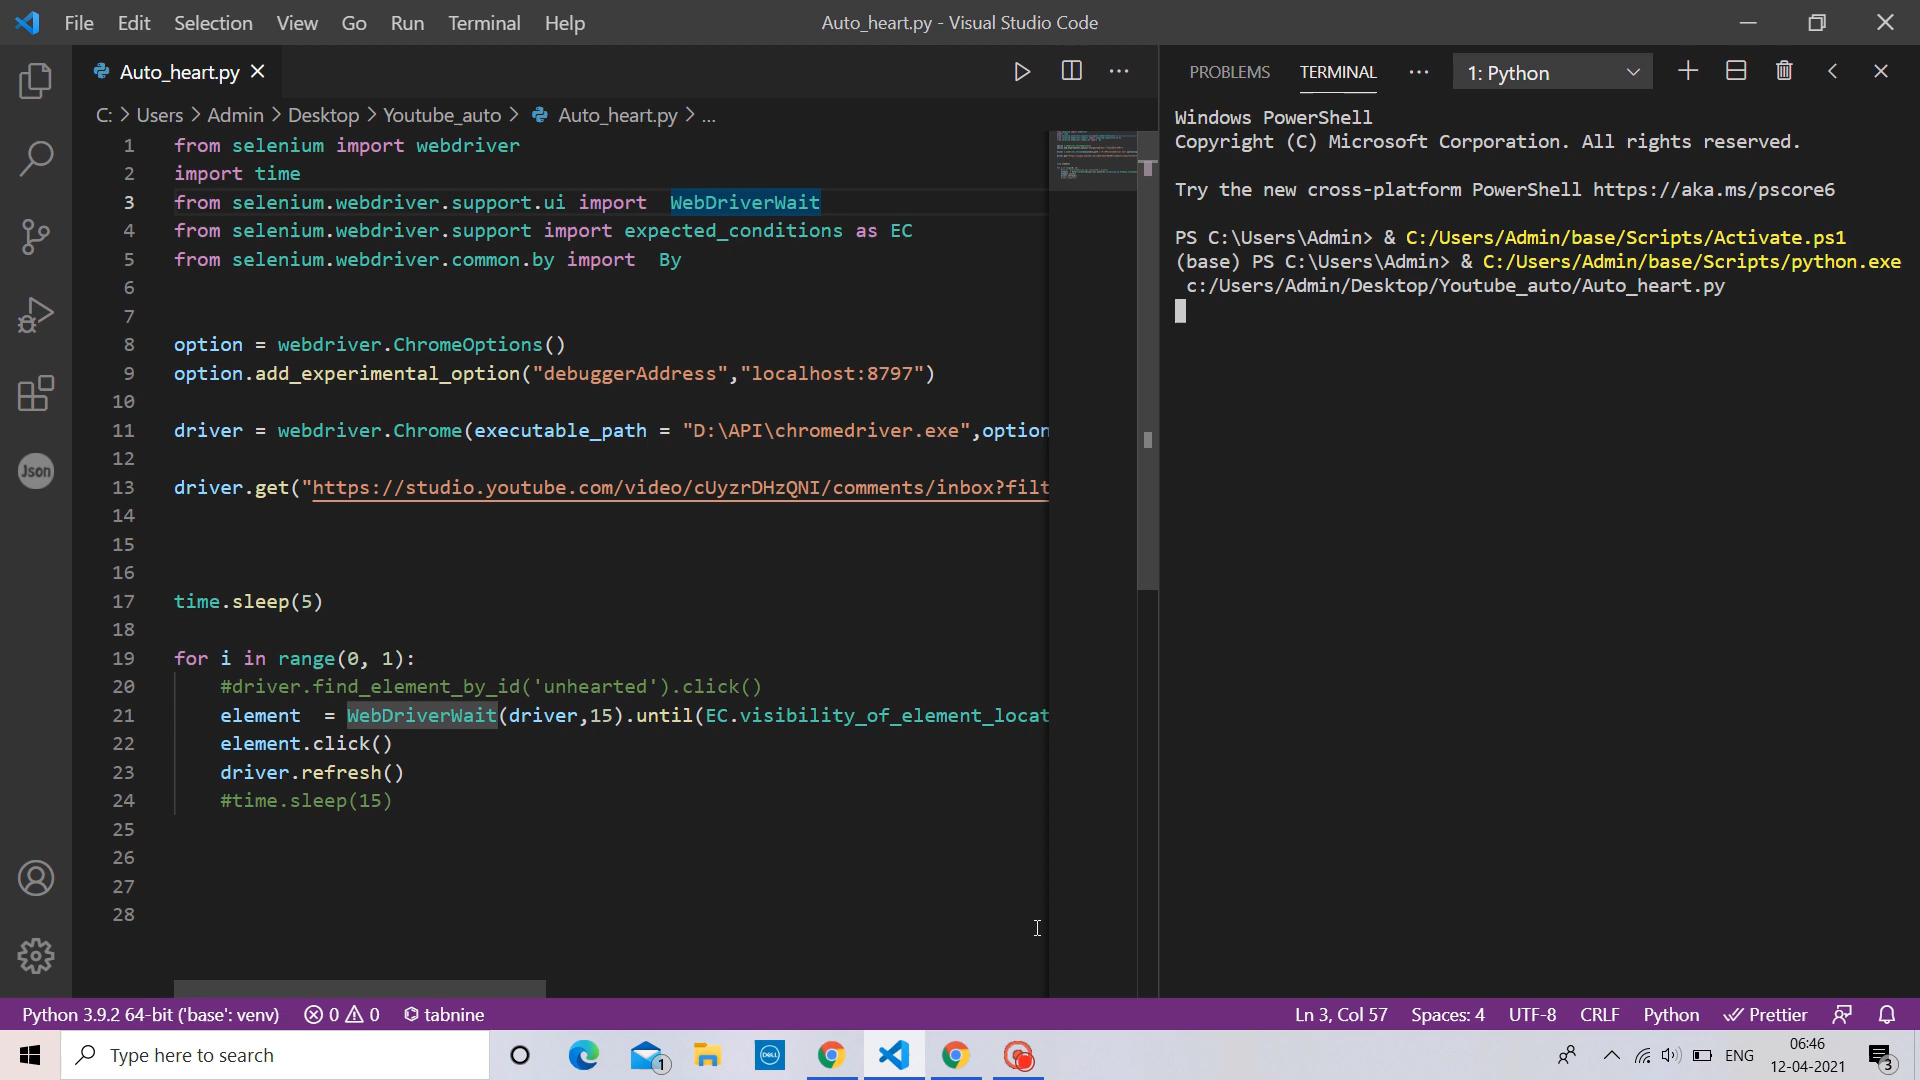 File Edit Selection View Go Run Terminal Help
Auto_heart.py - Visual Studio Code
Auto_heart.py
C: > Users > Admin > Desktop > Youtube_auto > Auto_heart.py > ...
1 from selenium import webdriver
2 import time
3 from selenium.webdriver.support.ui import  WebDriverWait
4 from selenium.webdriver.support import expected_conditions as EC
5 from selenium.webdriver.common.by import  By
6
7
8 option = webdriver.ChromeOptions()
9 option.add_experimental_option("debuggerAddress","localhost:8797")
10
11 driver = webdriver.Chrome(executable_path = "D:\API\chromedriver.exe",option
12
13 driver.get("https://studio.youtube.com/video/cUyzrDHzQNI/comments/inbox?filt
14
15
16
17 time.sleep(5)
18
19 for i in range(0, 1):
20     #driver.find_element_by_id('unhearted').click()
21     element  = WebDriverWait(driver,15).until(EC.visibility_of_element_locat
22     element.click()
23     driver.refresh()
24     #time.sleep(15)
25
26
27
28
PROBLEMS TERMINAL ··· 1: Python
Windows PowerShell
Copyright (C) Microsoft Corporation. All rights reserved.
Try the new cross-platform PowerShell https://aka.ms/pscore6
PS C:\Users\Admin> & C:/Users/Admin/base/Scripts/Activate.ps1
(base) PS C:\Users\Admin> & C:/Users/Admin/base/Scripts/python.exe
c:/Users/Admin/Desktop/Youtube_auto/Auto_heart.py
Json
Python 3.9.2 64-bit ('base': venv) 0 0 tabnine
Ln 3, Col 57 Spaces: 4 UTF-8 CRLF Python Prettier
Type here to search
1
DELL
ENG
06:46
12-04-2021
3